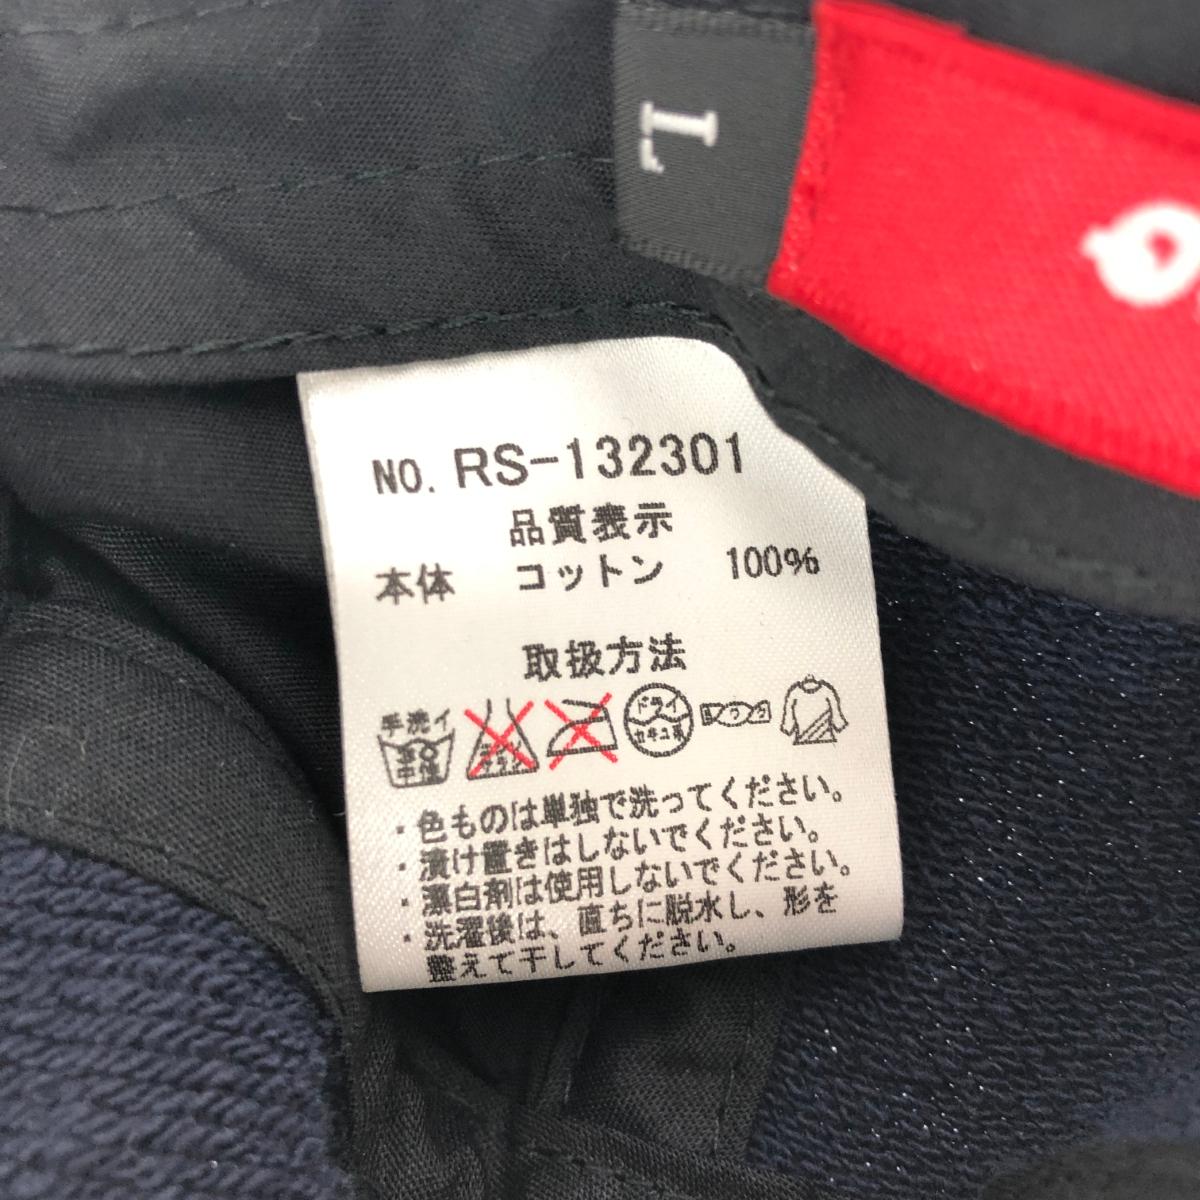 L
NO. RS-132301
品質表示
本体 コットン 100%
取扱方法
手洗イ
ドライ
セキユ系
・色ものは単独で洗ってください。
・漬け置きはしないでください。
・漂白剤は使用しないでください。
・洗濯後は、直ちに脱水し、形を
整えて干してください。